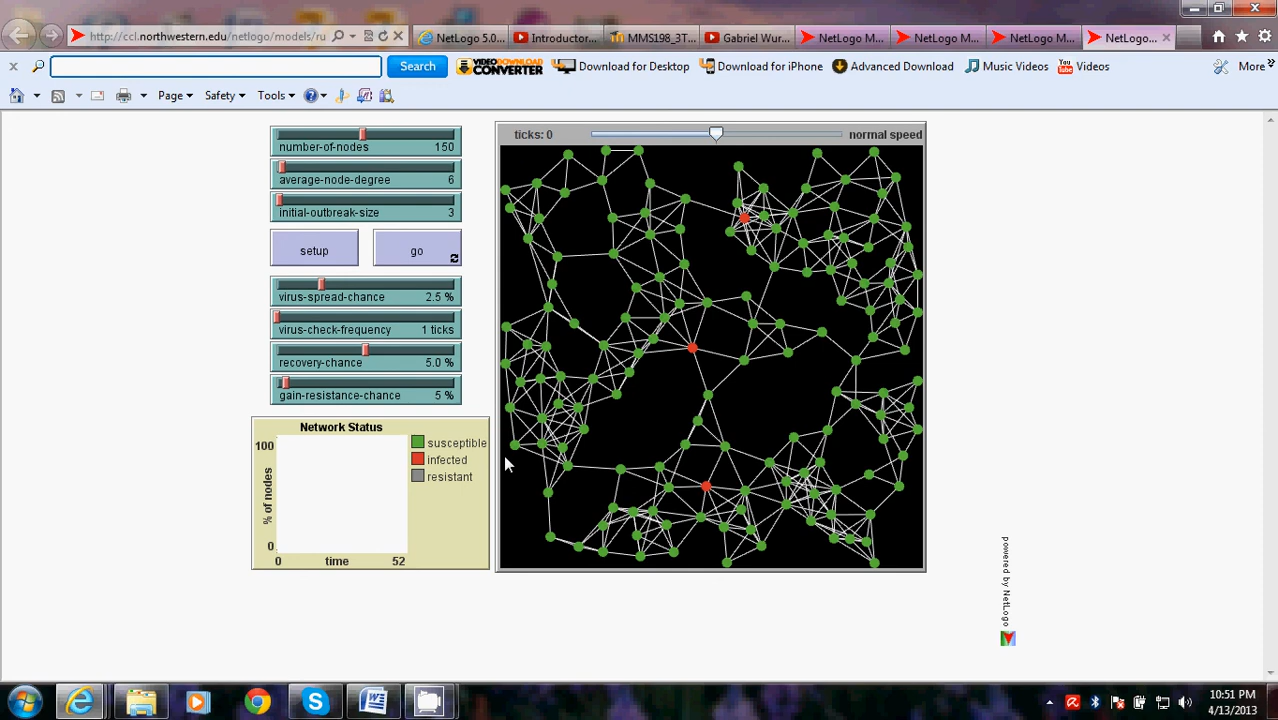 http://ccl.northwestern.edu/netlogo/models/ru
NetLogo 5.0...
Introductor...
MMS198_3T...
Gabriel Wur...
NetLogo M...
NetLogo M...
NetLogo M...
NetLogo...
Search
VIDEO DOWNLOAD CONVERTER
Download for Desktop
Download for iPhone
Advanced Download
Music Videos
You Tube
Videos
More
Page
Safety
Tools
number-of-nodes 150
average-node-degree 6
initial-outbreak-size 3
setup
go
virus-spread-chance 2.5 %
virus-check-frequency 1 ticks
recovery-chance 5.0 %
gain-resistance-chance 5 %
ticks: 0
normal speed
Network Status
100
% of nodes
0
0
time
52
susceptible
infected
resistant
powered by NetLogo
10:51 PM
4/13/2013